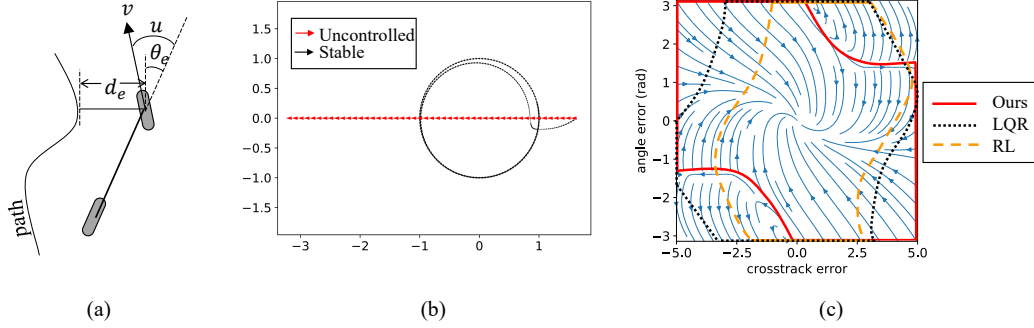 v
u
θ_e
d_e
path
(a)
1.5
1.0
0.5
0.0
−0.5
−1.0
−1.5
−3
−2
−1
0
1
Uncontrolled
Stable
(b)
angle error (rad)
3
2
1
0
−1
−2
−3
−5.0
−2.5
0.0
2.5
5.0
crosstrack error
Ours
LQR
RL
(c)